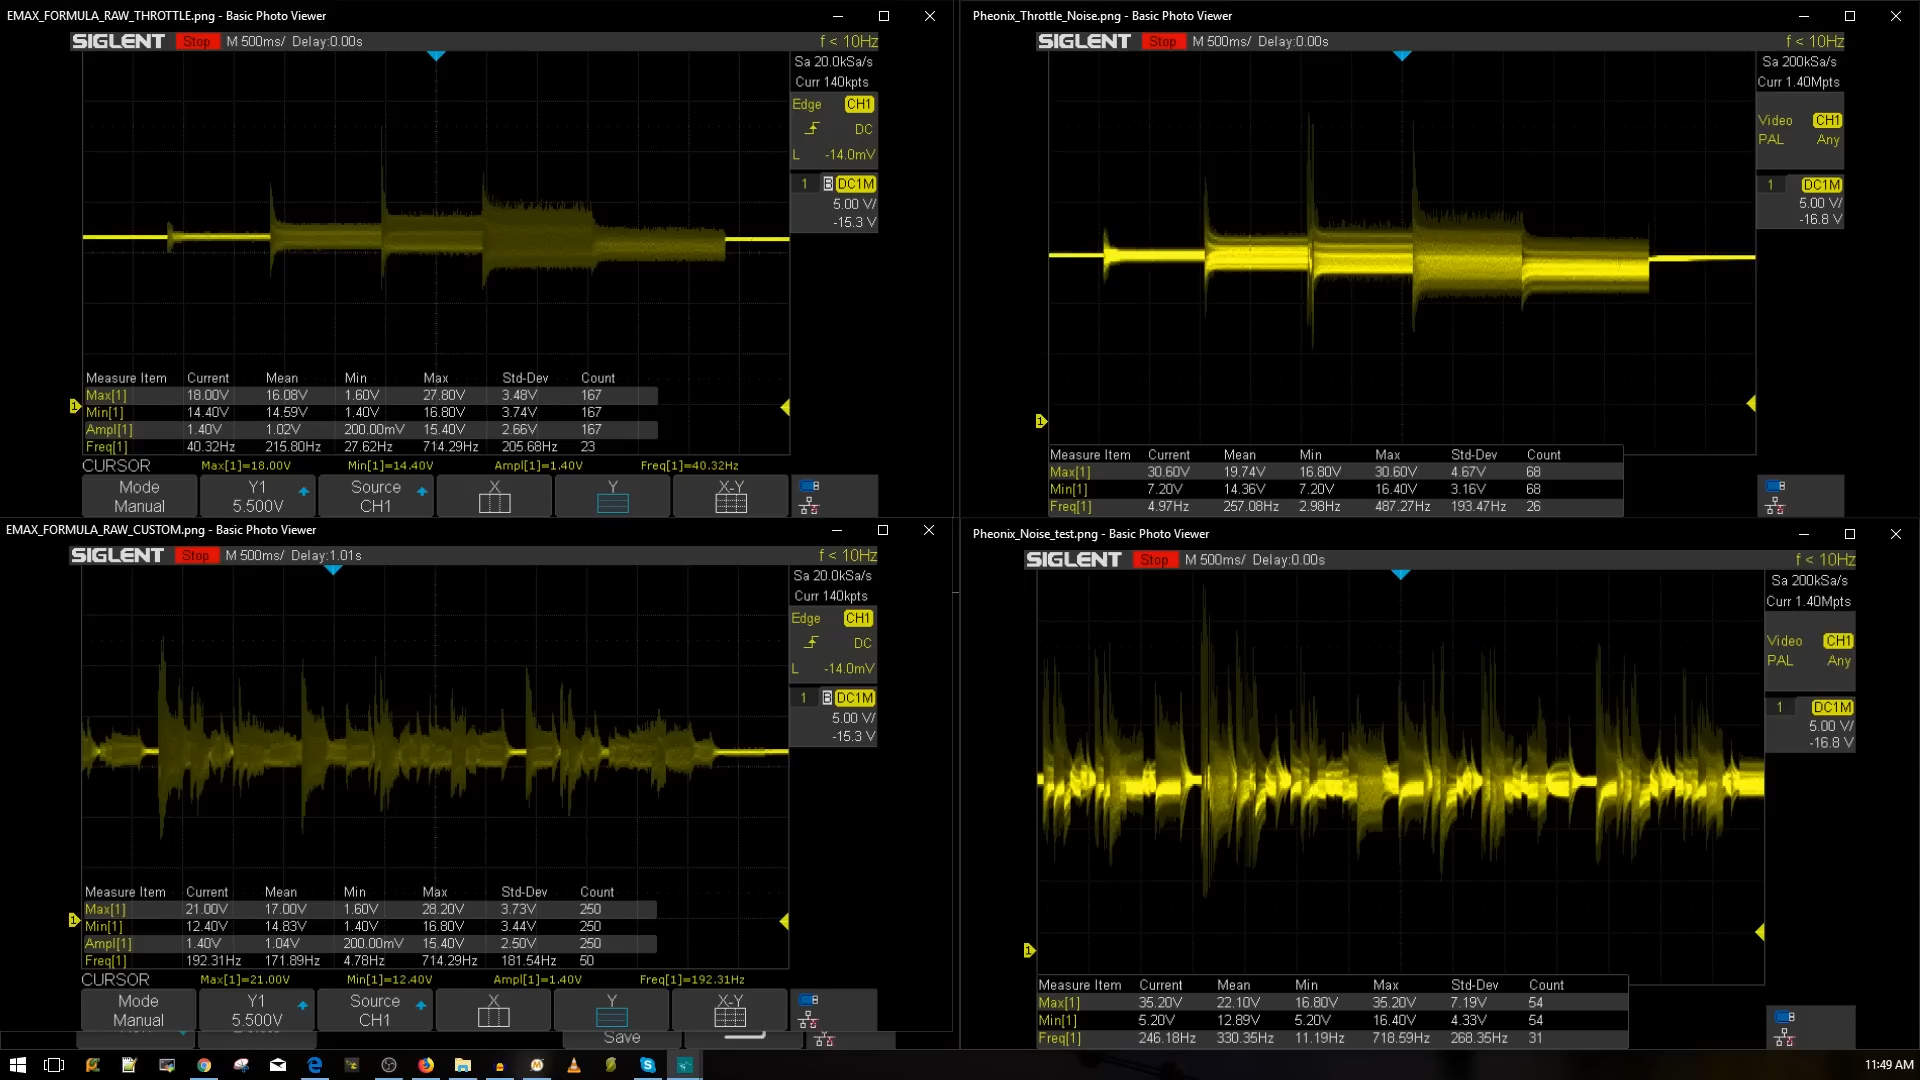 EMAX_FORMULA_RAW_THROTTLE.png - Basic Photo Viewer
SIGLENT Stop M 500ms/ Delay:0.00s
f < 10Hz
Sa 20.0kSa/s
Curr 140kpts
Edge CH1
DC
L -14.0mV
1 B DC1M
5.00 V/
-15.3 V
1
Measure Item Current Mean Min Max Std-Dev Count
Max[1] 18.00V 16.08V 1.60V 27.80V 3.48V 167
Min[1] 14.40V 14.59V 1.40V 16.80V 3.74V 167
Ampl[1] 1.40V 1.02V 200.00mV 15.40V 2.66V 167
Freq[1] 40.32Hz 215.80Hz 27.62Hz 714.29Hz 205.68Hz 23
CURSOR Max[1]=18.00V Min[1]=14.40V Ampl[1]=1.40V Freq[1]=40.32Hz
Mode Y1 Source X Y X-Y
Manual 5.500V CH1
Pheonix_Throttle_Noise.png - Basic Photo Viewer
SIGLENT Stop M 500ms/ Delay:0.00s
f < 10Hz
Sa 200kSa/s
Curr 1.40Mpts
Video CH1
PAL Any
1 DC1M
5.00 V/
-16.8 V
1
Measure Item Current Mean Min Max Std-Dev Count
Max[1] 30.60V 19.74V 16.80V 30.60V 4.67V 68
Min[1] 7.20V 14.36V 7.20V 16.40V 3.16V 68
Freq[1] 4.97Hz 257.08Hz 2.98Hz 487.27Hz 193.47Hz 26
EMAX_FORMULA_RAW_CUSTOM.png - Basic Photo Viewer
SIGLENT Stop M 500ms/ Delay:1.01s
f < 10Hz
Sa 20.0kSa/s
Curr 140kpts
Edge CH1
DC
L -14.0mV
1 B DC1M
5.00 V/
-15.3 V
1
Measure Item Current Mean Min Max Std-Dev Count
Max[1] 21.00V 17.00V 1.60V 28.20V 3.73V 250
Min[1] 12.40V 14.83V 1.40V 16.80V 3.44V 250
Ampl[1] 1.40V 1.04V 200.00mV 15.40V 2.50V 250
Freq[1] 192.31Hz 171.89Hz 4.78Hz 714.29Hz 181.54Hz 50
CURSOR Max[1]=21.00V Min[1]=12.40V Ampl[1]=1.40V Freq[1]=192.31Hz
Mode Y1 Source X Y X-Y
Manual 5.500V CH1
Save
Pheonix_Noise_test.png - Basic Photo Viewer
SIGLENT Stop M 500ms/ Delay:0.00s
f < 10Hz
Sa 200kSa/s
Curr 1.40Mpts
Video CH1
PAL Any
1 DC1M
5.00 V/
-16.8 V
1
Measure Item Current Mean Min Max Std-Dev Count
Max[1] 35.20V 22.10V 16.80V 35.20V 7.19V 54
Min[1] 5.20V 12.89V 5.20V 16.40V 4.33V 54
Freq[1] 246.18Hz 330.35Hz 11.19Hz 718.59Hz 268.35Hz 31
11:49 AM